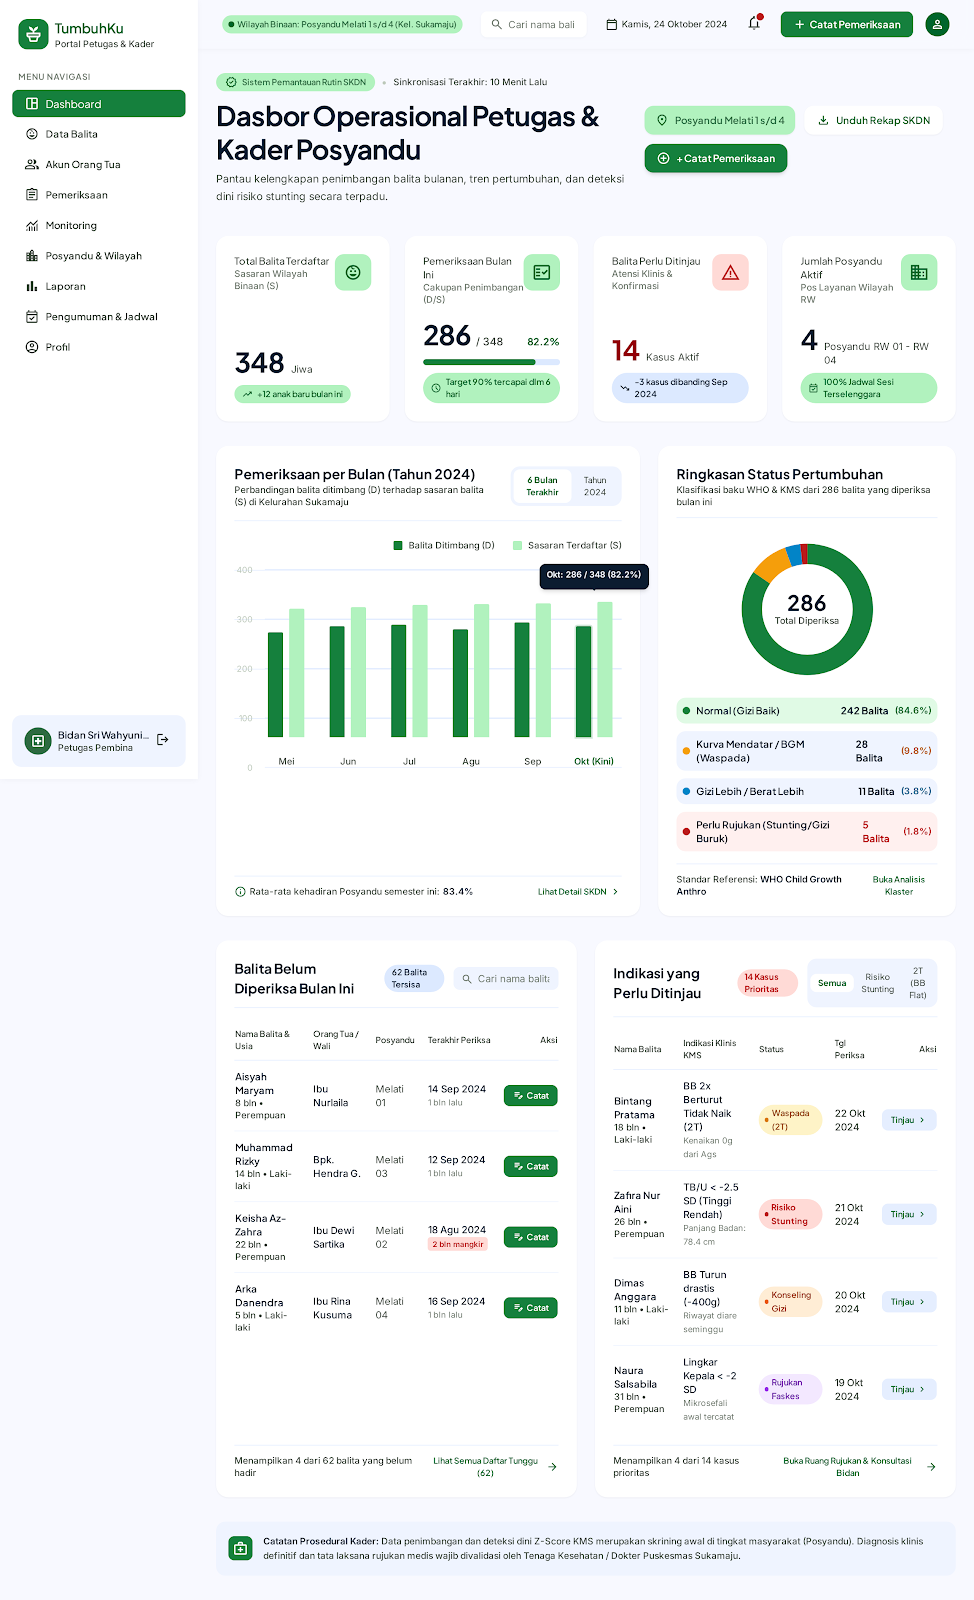 TumbuhKu
Portal Petugas & Kader
MENU NAVIGASI
Dashboard
Data Balita
Akun Orang Tua
Pemeriksaan
Monitoring
Posyandu & Wilayah
Laporan
Pengumuman & Jadwal
Profil
Bidan Sri Wahyuni...
Petugas Pembina
Wilayah Binaan: Posyandu Melati 1 s/d 4 (Kel. Sukamaju)
Cari nama bali
Kamis, 24 Oktober 2024
+ Catat Pemeriksaan
Sistem Pemantauan Rutin SKDN
• Sinkronisasi Terakhir: 10 Menit Lalu
Dasbor Operasional Petugas &
Kader Posyandu
Pantau kelengkapan penimbangan balita bulanan, tren pertumbuhan, dan deteksi
dini risiko stunting secara terpadu.
Posyandu Melati 1 s/d 4
Unduh Rekap SKDN
+ Catat Pemeriksaan
Total Balita Terdaftar
Sasaran Wilayah
Binaan (S)
348 Jiwa
+12 anak baru bulan ini
Pemeriksaan Bulan
Ini
Cakupan Penimbangan
(D/S)
286 / 348 82.2%
Target 90% tercapai dlm 6
hari
Balita Perlu Ditinjau
Atensi Klinis &
Konfirmasi
14 Kasus Aktif
-3 kasus dibanding Sep
2024
Jumlah Posyandu
Aktif
Pos Layanan Wilayah
RW
4 Posyandu RW 01 - RW
04
100% Jadwal Sesi
Terselenggara
Pemeriksaan per Bulan (Tahun 2024)
Perbandingan balita ditimbang (D) terhadap sasaran balita
(S) di Kelurahan Sukamaju
6 Bulan
Terakhir
Tahun
2024
Balita Ditimbang (D)
Sasaran Terdaftar (S)
Okt: 286 / 348 (82.2%)
400
300
200
100
0
Mei
Jun
Jul
Agu
Sep
Okt (Kini)
Rata-rata kehadiran Posyandu semester ini: 83.4%
Lihat Detail SKDN
Ringkasan Status Pertumbuhan
Klasifikasi baku WHO & KMS dari 286 balita yang diperiksa
bulan ini
286
Total Diperiksa
Normal (Gizi Baik) 242 Balita (84.6%)
Kurva Mendatar / BGM
(Waspada)
28
Balita
(9.8%)
Gizi Lebih / Berat Lebih 11 Balita (3.8%)
Perlu Rujukan (Stunting/Gizi
Buruk)
5
Balita
(1.8%)
Standar Referensi: WHO Child Growth
Anthro
Buka Analisis
Klaster
Balita Belum
Diperiksa Bulan Ini
62 Balita
Tersisa
Cari nama balita
Nama Balita &
Usia
Orang Tua /
Wali
Posyandu
Terakhir Periksa
Aksi
Aisyah
Maryam
8 bln •
Perempuan
Ibu
Nurlaila
Melati
01
14 Sep 2024
1 bln lalu
Catat
Muhammad
Rizky
14 bln • Laki-
laki
Bpk.
Hendra G.
Melati
03
12 Sep 2024
1 bln lalu
Catat
Keisha Az-
Zahra
22 bln •
Perempuan
Ibu Dewi
Sartika
Melati
02
18 Agu 2024
2 bln mangkir
Catat
Arka
Danendra
5 bln • Laki-
laki
Ibu Rina
Kusuma
Melati
04
16 Sep 2024
1 bln lalu
Catat
Menampilkan 4 dari 62 balita yang belum
hadir
Lihat Semua Daftar Tunggu
(62)
Indikasi yang
Perlu Ditinjau
14 Kasus
Prioritas
Semua
Risiko
Stunting
2T
(BB
Flat)
Nama Balita
Indikasi Klinis
KMS
Status
Tgl
Periksa
Aksi
Bintang
Pratama
18 bln •
Laki-laki
BB 2x
Berturut
Tidak Naik
(2T)
Kenaikan 0g
dari Ags
Waspada
(2T)
22 Okt
2024
Tinjau
Zafira Nur
Aini
26 bln •
Perempuan
TB/U < -2.5
SD (Tinggi
Rendah)
Panjang Badan:
78.4 cm
Risiko
Stunting
21 Okt
2024
Tinjau
Dimas
Anggara
11 bln • Laki-
laki
BB Turun
drastis
(-400g)
Riwayat diare
seminggu
Konseling
Gizi
20 Okt
2024
Tinjau
Naura
Salsabila
31 bln •
Perempuan
Lingkar
Kepala < -2
SD
Mikrosefali
awal tercatat
Rujukan
Faskes
19 Okt
2024
Tinjau
Menampilkan 4 dari 14 kasus
prioritas
Buka Ruang Rujukan & Konsultasi
Bidan
Catatan Prosedural Kader: Data penimbangan dan deteksi dini Z-Score KMS merupakan skrining awal di tingkat masyarakat (Posyandu). Diagnosis klinis
definitif dan tata laksana rujukan medis wajib divalidasi oleh Tenaga Kesehatan / Dokter Puskesmas Sukamaju.